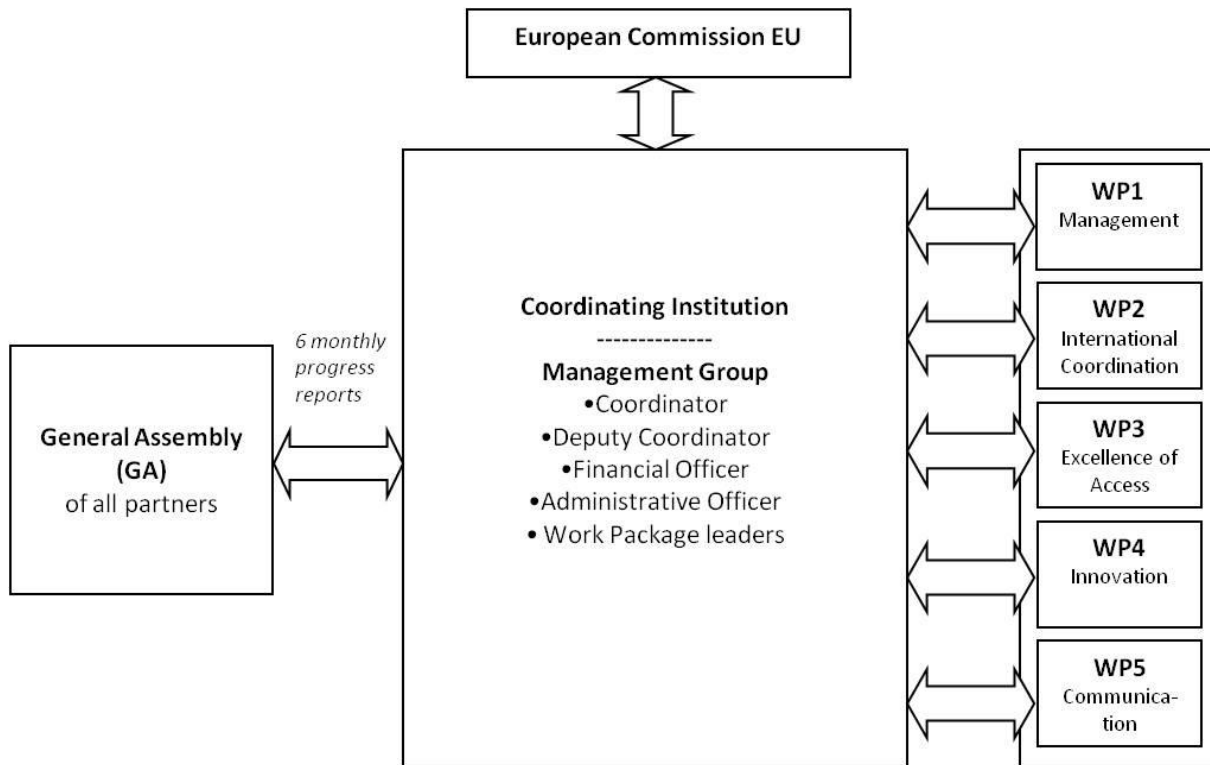 European Commission EU
Coordinating Institution
--------------
Management Group
•Coordinator
•Deputy Coordinator
•Financial Officer
•Administrative Officer
• Work Package leaders
6 monthly
progress
reports
General Assembly
(GA)
of all partners
WP1
Management
WP2
International
Coordination
WP3
Excellence of
Access
WP4
Innovation
WP5
Communica-
tion